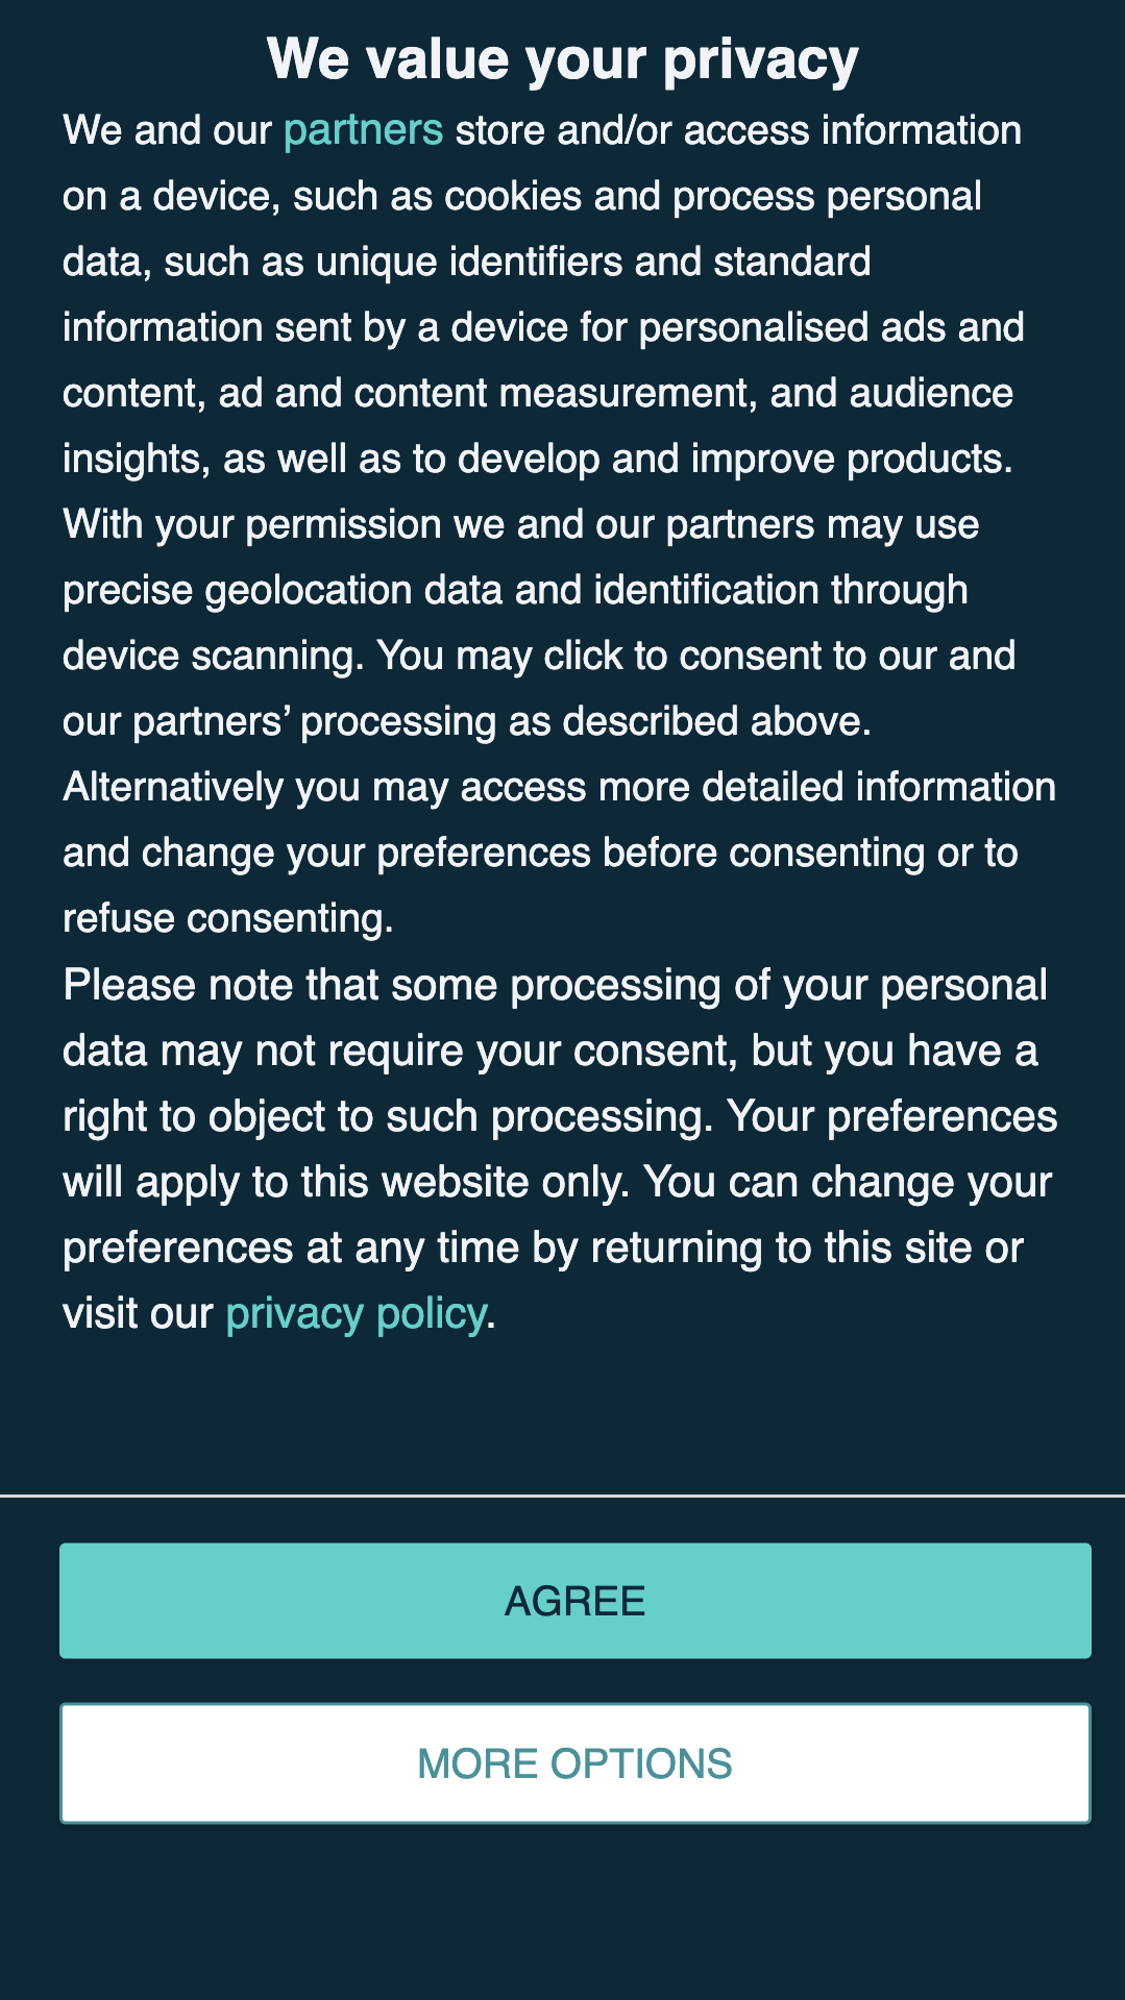 We value your privacy
We and our partners store and/or access information
on a device, such as cookies and process personal
data, such as unique identifiers and standard
information sent by a device for personalised ads and
content, ad and content measurement, and audience
insights, as well as to develop and improve products.
With your permission we and our partners may use
precise geolocation data and identification through
device scanning. You may click to consent to our and
our partners’ processing as described above.
Alternatively you may access more detailed information
and change your preferences before consenting or to
refuse consenting.
Please note that some processing of your personal
data may not require your consent, but you have a
right to object to such processing. Your preferences
will apply to this website only. You can change your
preferences at any time by returning to this site or
visit our privacy policy.
AGREE
MORE OPTIONS